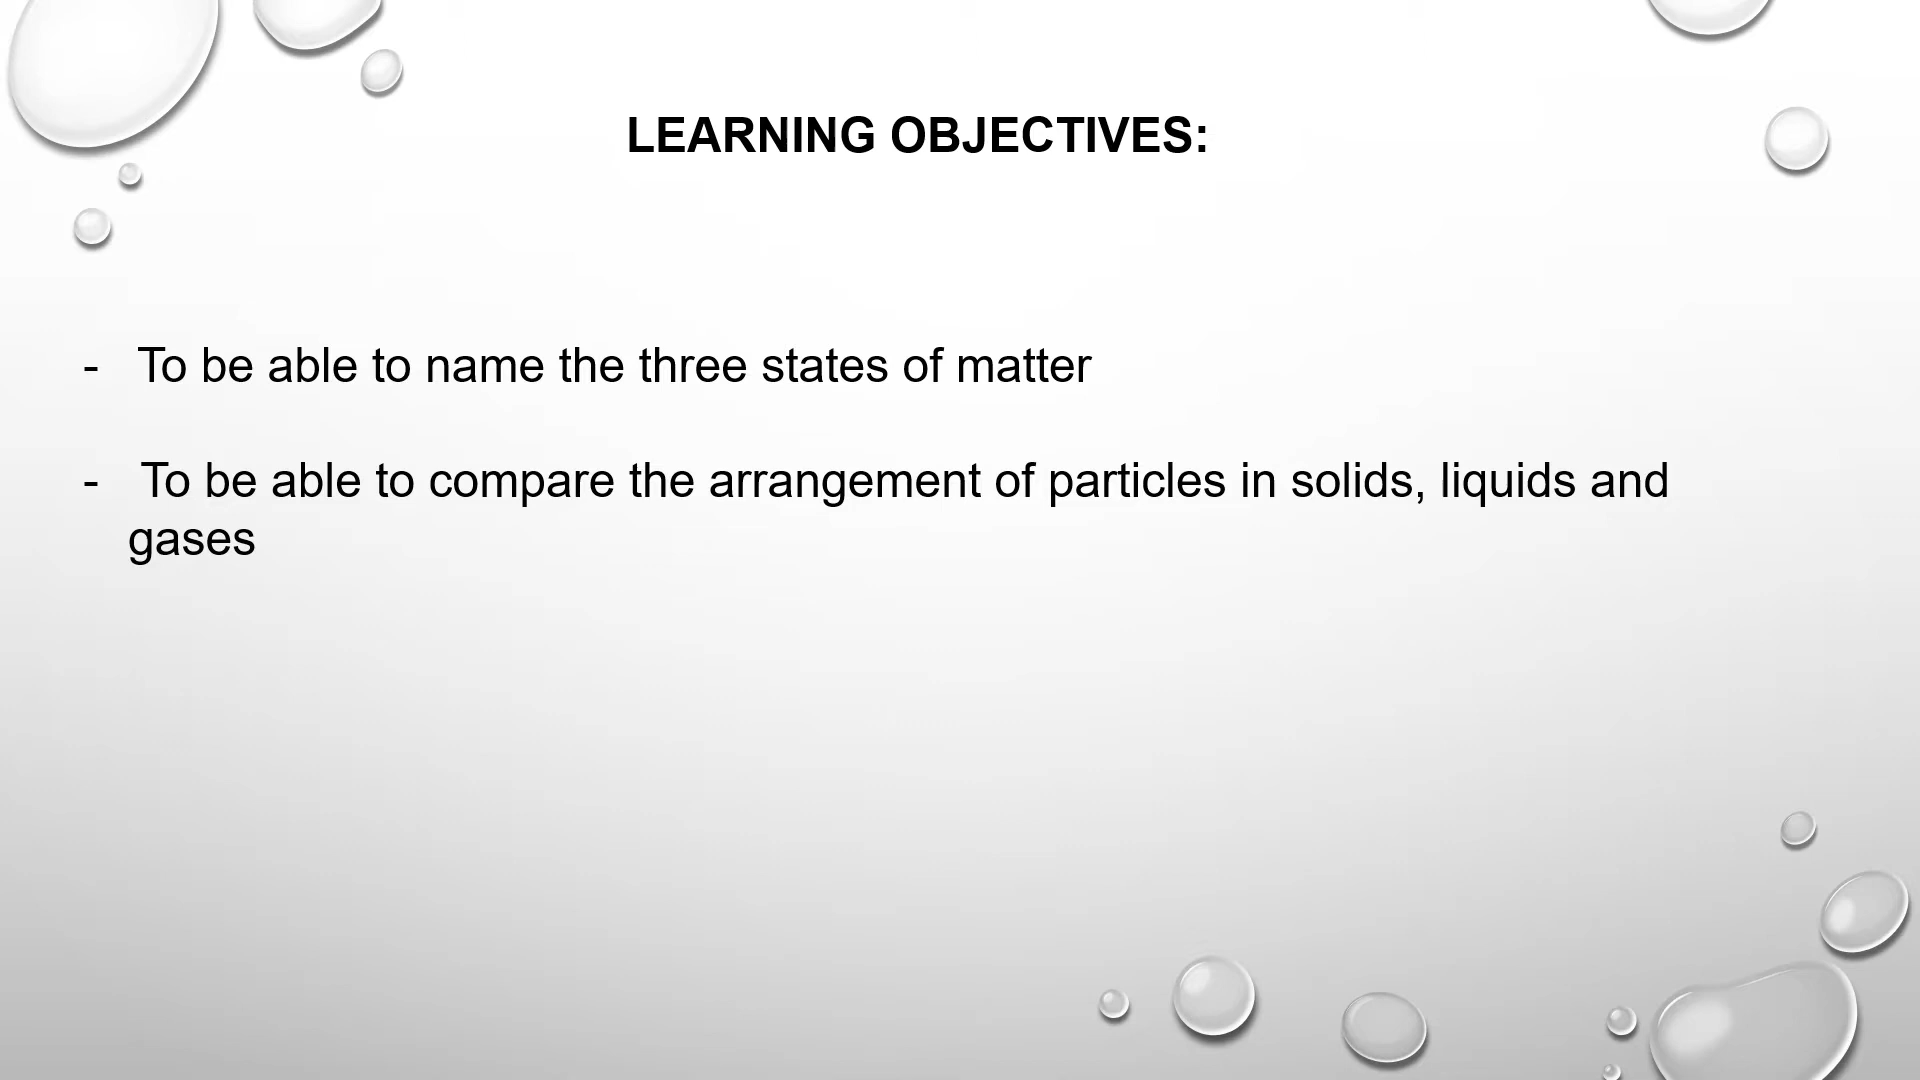 LEARNING OBJECTIVES:
- To be able to name the three states of matter
- To be able to compare the arrangement of particles in solids, liquids and
gases